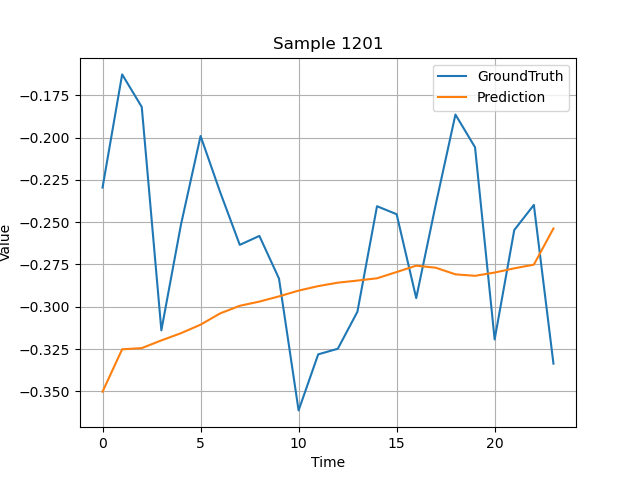 Sample 1201
GroundTruth
Prediction
−0.175
−0.200
−0.225
−0.250
−0.275
−0.300
−0.325
−0.350
Value
0 5 10 15 20
Time